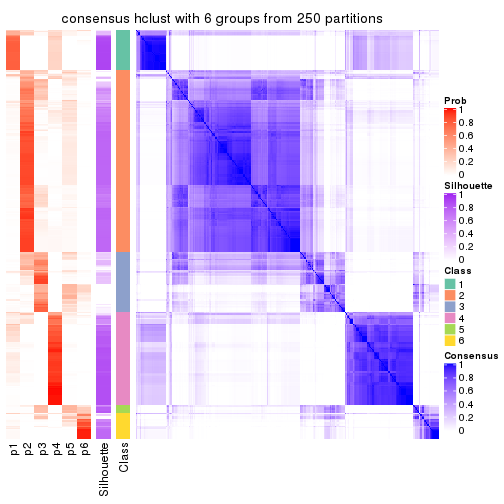 consensus hclust with 6 groups from 250 partitions
Prob
1
0.8
0.6
0.4
0.2
0
Silhouette
1
0.8
0.6
0.4
0.2
0
Class
1
2
3
4
5
6
Consensus
1
0.8
0.6
0.4
0.2
0
p1
p2
p3
p4
p5
p6
Silhouette
Class